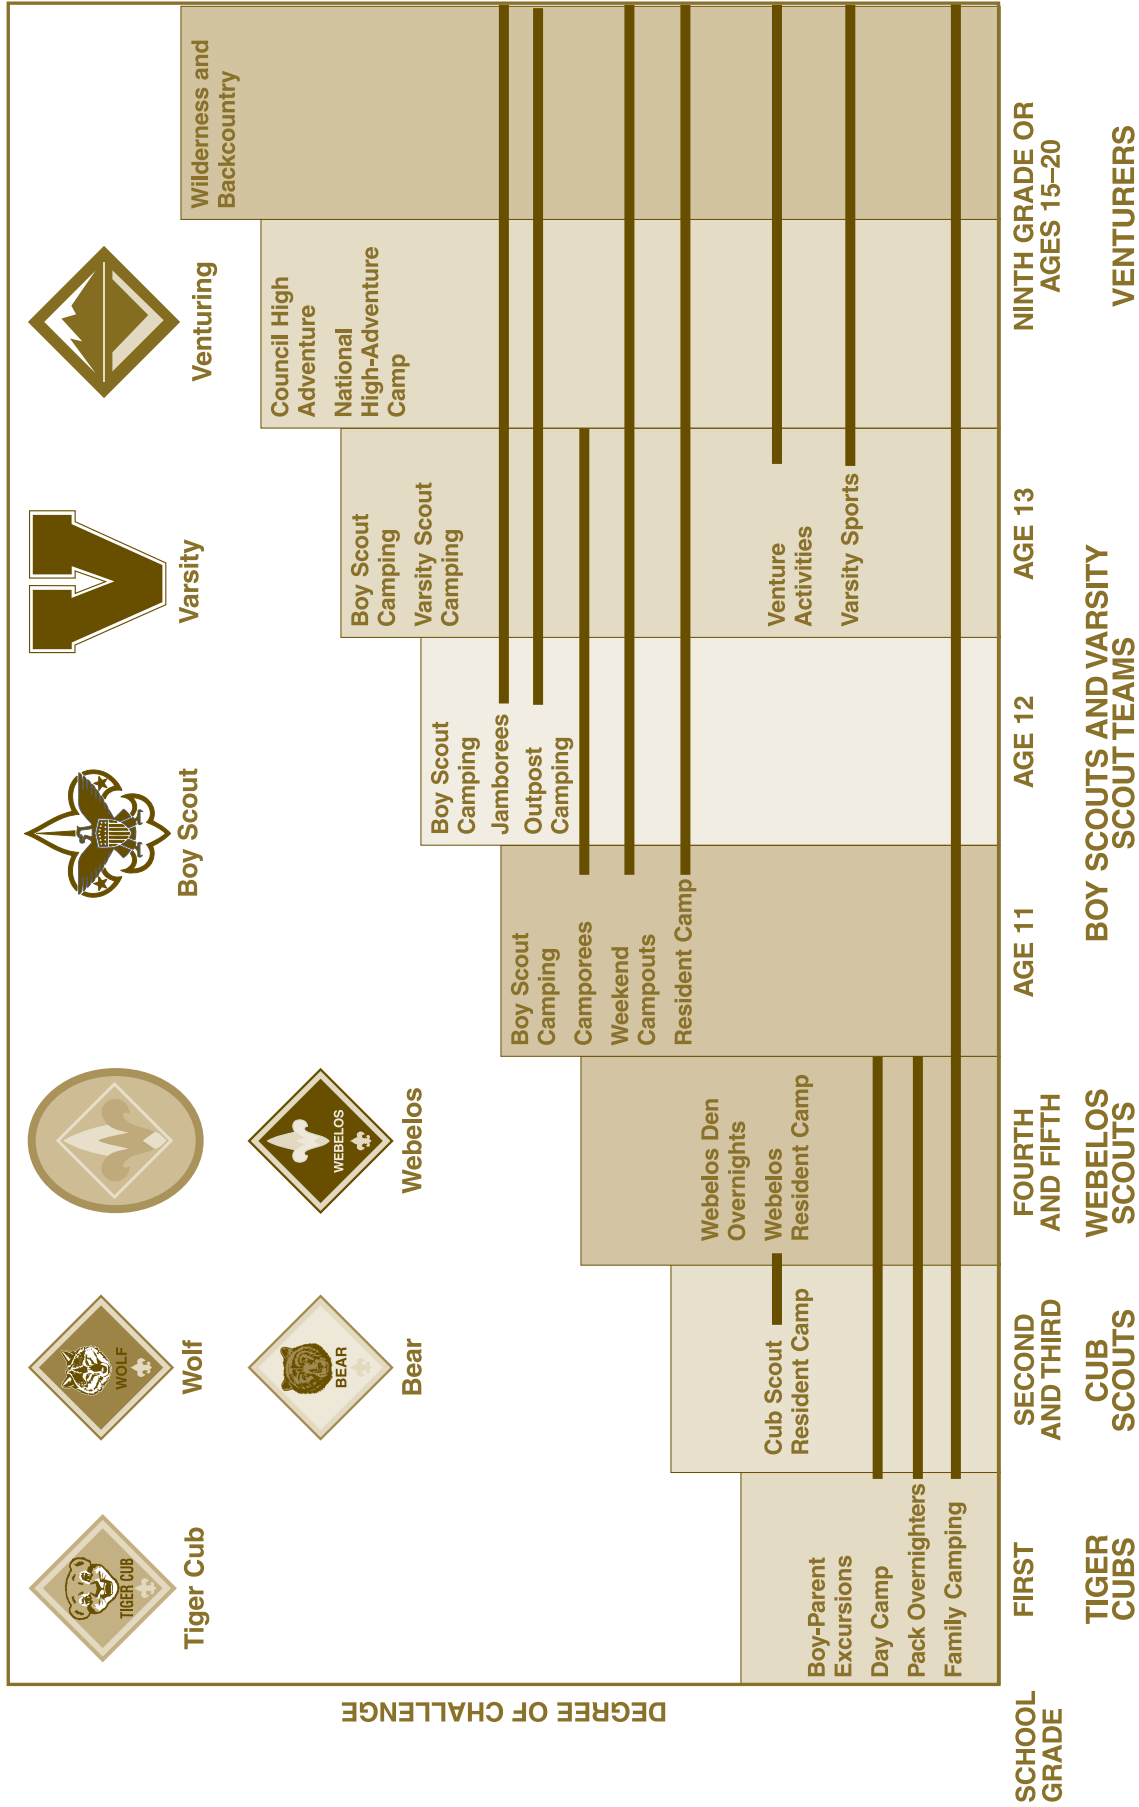 TIGER CUB
Tiger Cub
WOLF
Wolf
BEAR
Bear
WEBELOS
Webelos
Boy Scout
Varsity
Venturing
DEGREE OF CHALLENGE
Boy-Parent
Excursions
Day Camp
Pack Overnighters
Family Camping
Cub Scout
Resident Camp
Webelos Den
Overnights
Webelos
Resident Camp
Boy Scout
Camping
Camporees
Weekend
Campouts
Resident Camp
Boy Scout
Camping
Jamborees
Outpost
Camping
Boy Scout
Camping
Varsity Scout
Camping
Venture
Activities
Varsity Sports
Council High
Adventure
National
High-Adventure
Camp
Wilderness and
Backcountry
SCHOOL
GRADE
FIRST
SECOND
AND THIRD
FOURTH
AND FIFTH
AGE 11
AGE 12
AGE 13
NINTH GRADE OR
AGES 15–20
TIGER
CUBS
CUB
SCOUTS
WEBELOS
SCOUTS
BOY SCOUTS AND VARSITY
SCOUT TEAMS
VENTURERS